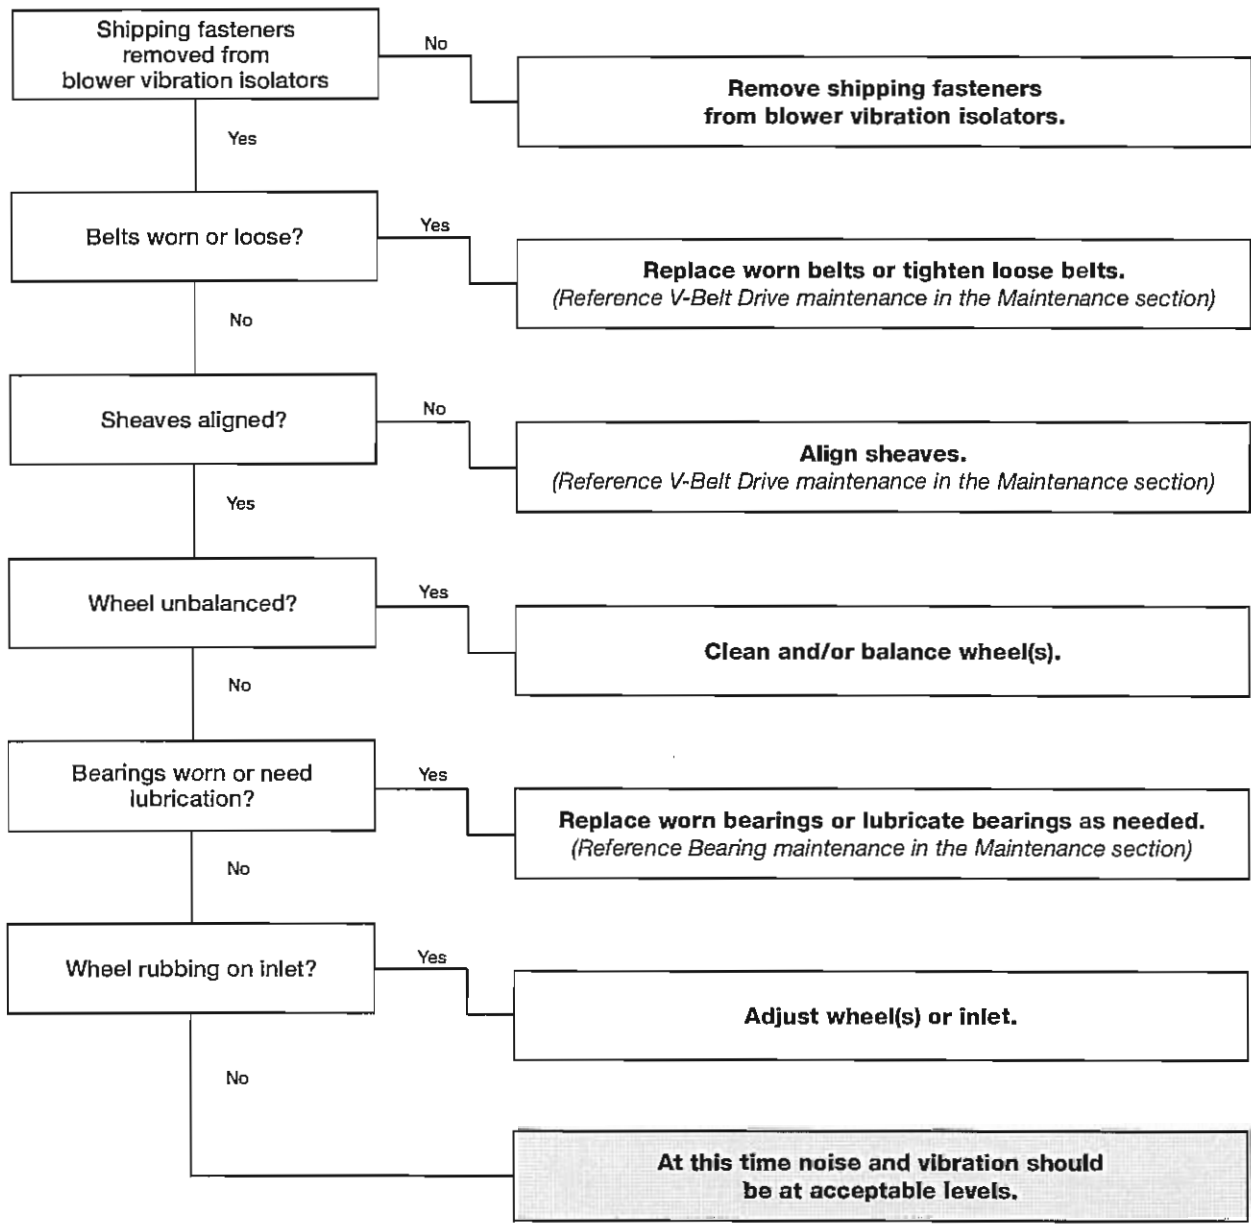 Shipping fasteners
removed from
blower vibration isolators
No
Remove shipping fasteners
from blower vibration isolators.
Yes
Belts worn or loose?
Yes
Replace worn belts or tighten loose belts.
(Reference V-Belt Drive maintenance in the Maintenance section)
No
Sheaves aligned?
No
Align sheaves.
(Reference V-Belt Drive maintenance in the Maintenance section)
Yes
Wheel unbalanced?
Yes
Clean and/or balance wheel(s).
No
Bearings worn or need
lubrication?
Yes
Replace worn bearings or lubricate bearings as needed.
(Reference Bearing maintenance in the Maintenance section)
No
Wheel rubbing on inlet?
Yes
Adjust wheel(s) or inlet.
No
At this time noise and vibration should
be at acceptable levels.